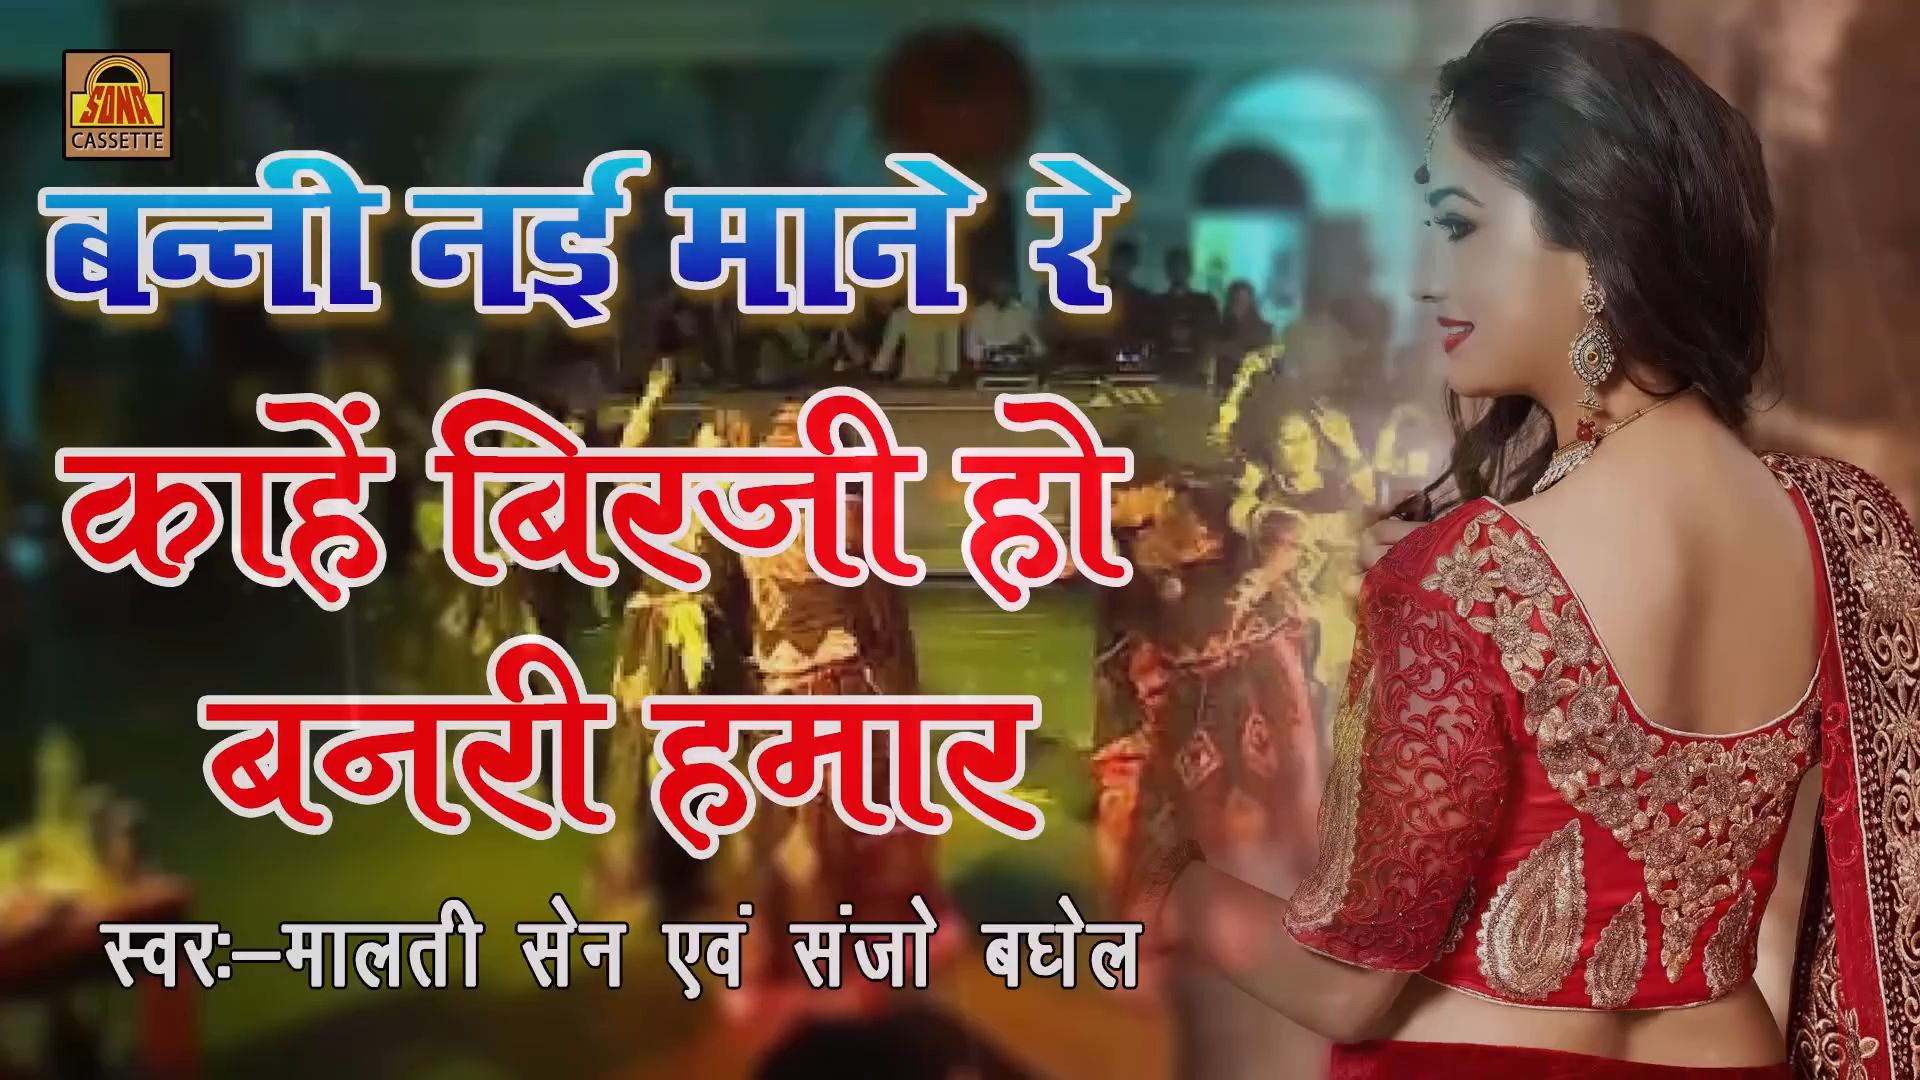 SONA
CASSETTE
बन्नी नई माने रे
काहें बिरजी हो
बनरी हमार
स्वरः–मालती सेन एवं संजो बघेल